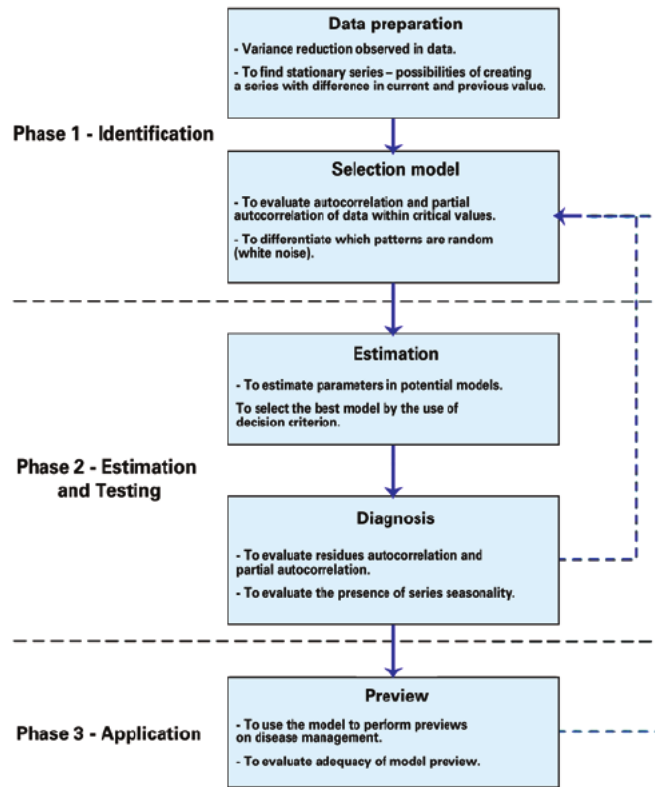 Data preparation
- Variance reduction observed in data.
- To find stationary series – possibilities of creating
a series with difference in current and previous value.
Phase 1 - Identification
Selection model
- To evaluate autocorrelation and partial
autocorrelation of data within critical values.
- To differentiate which patterns are random
(white noise).
Estimation
- To estimate parameters in potential models.
To select the best model by the use of
decision criterion.
Phase 2 - Estimation
and Testing
Diagnosis
- To evaluate residues autocorrelation and
partial autocorrelation.
- To evaluate the presence of series seasonality.
Preview
- To use the model to perform previews
on disease management.
- To evaluate adequacy of model preview.
Phase 3 - Application